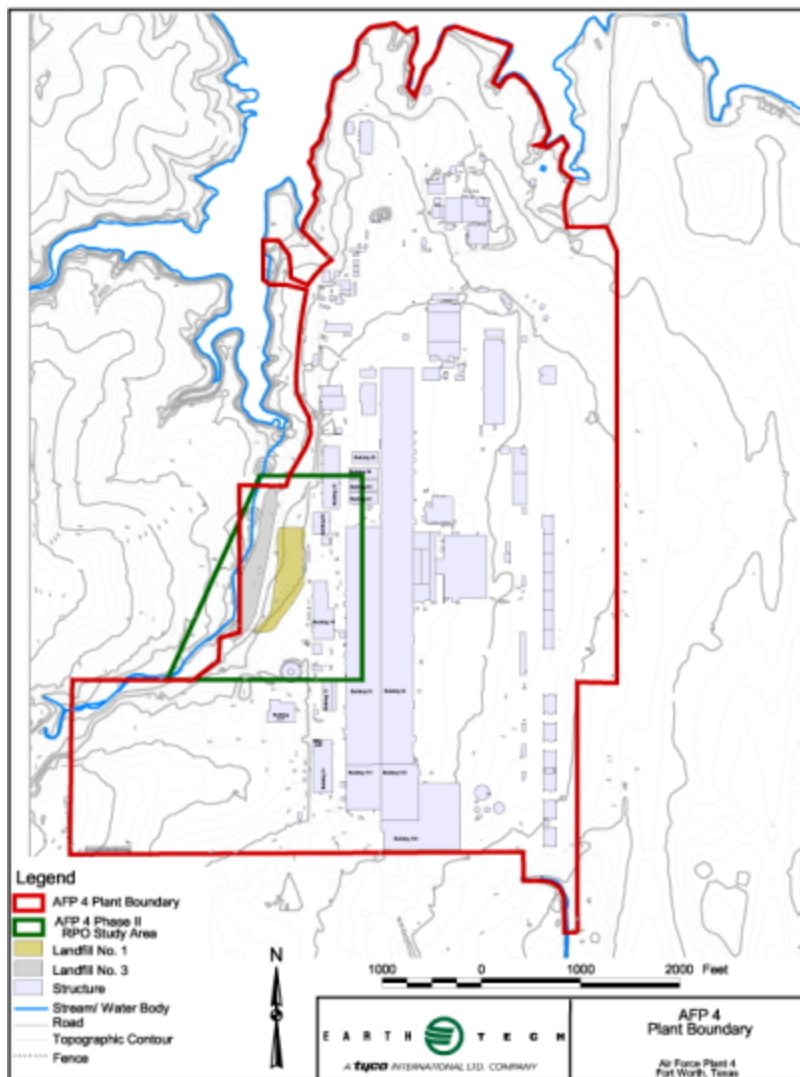 Legend
AFP 4 Plant Boundary
AFP 4 Phase II
RPO Study Area
Landfill No. 1
Landfill No. 3
Structure
Stream/ Water Body
Road
Topographic Contour
Fence
N
1000 0 1000 2000 Feet
EARTH TECH
A tyco INTERNATIONAL LTD. COMPANY
AFP 4
Plant Boundary
Air Force Plant 4
Fort Worth, Texas